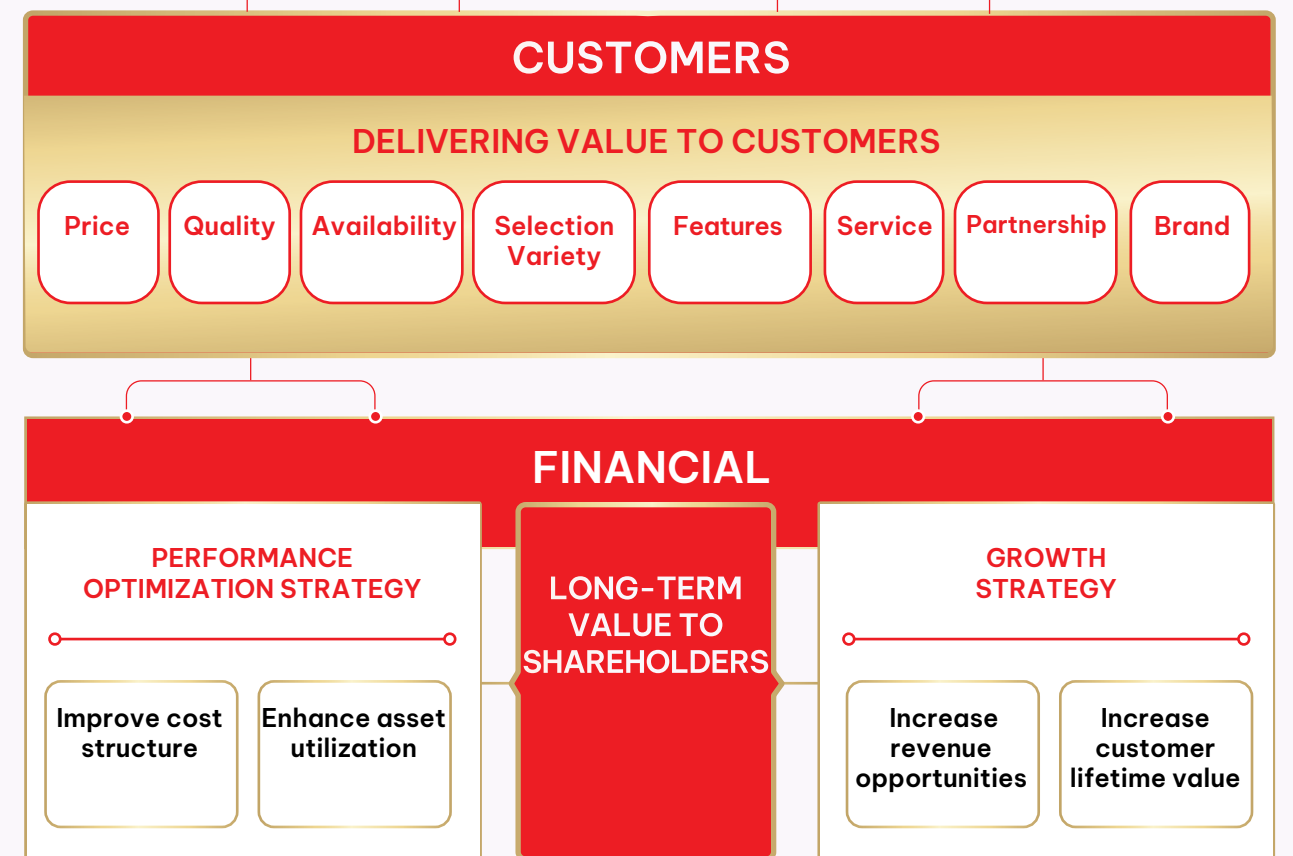 CUSTOMERS
DELIVERING VALUE TO CUSTOMERS
Price
Quality
Availability
Selection
Variety
Features
Service
Partnership
Brand
FINANCIAL
PERFORMANCE
OPTIMIZATION STRATEGY
Improve cost
structure
Enhance asset
utilization
LONG-TERM
VALUE TO
SHAREHOLDERS
GROWTH
STRATEGY
Increase
revenue
opportunities
Increase
customer
lifetime value